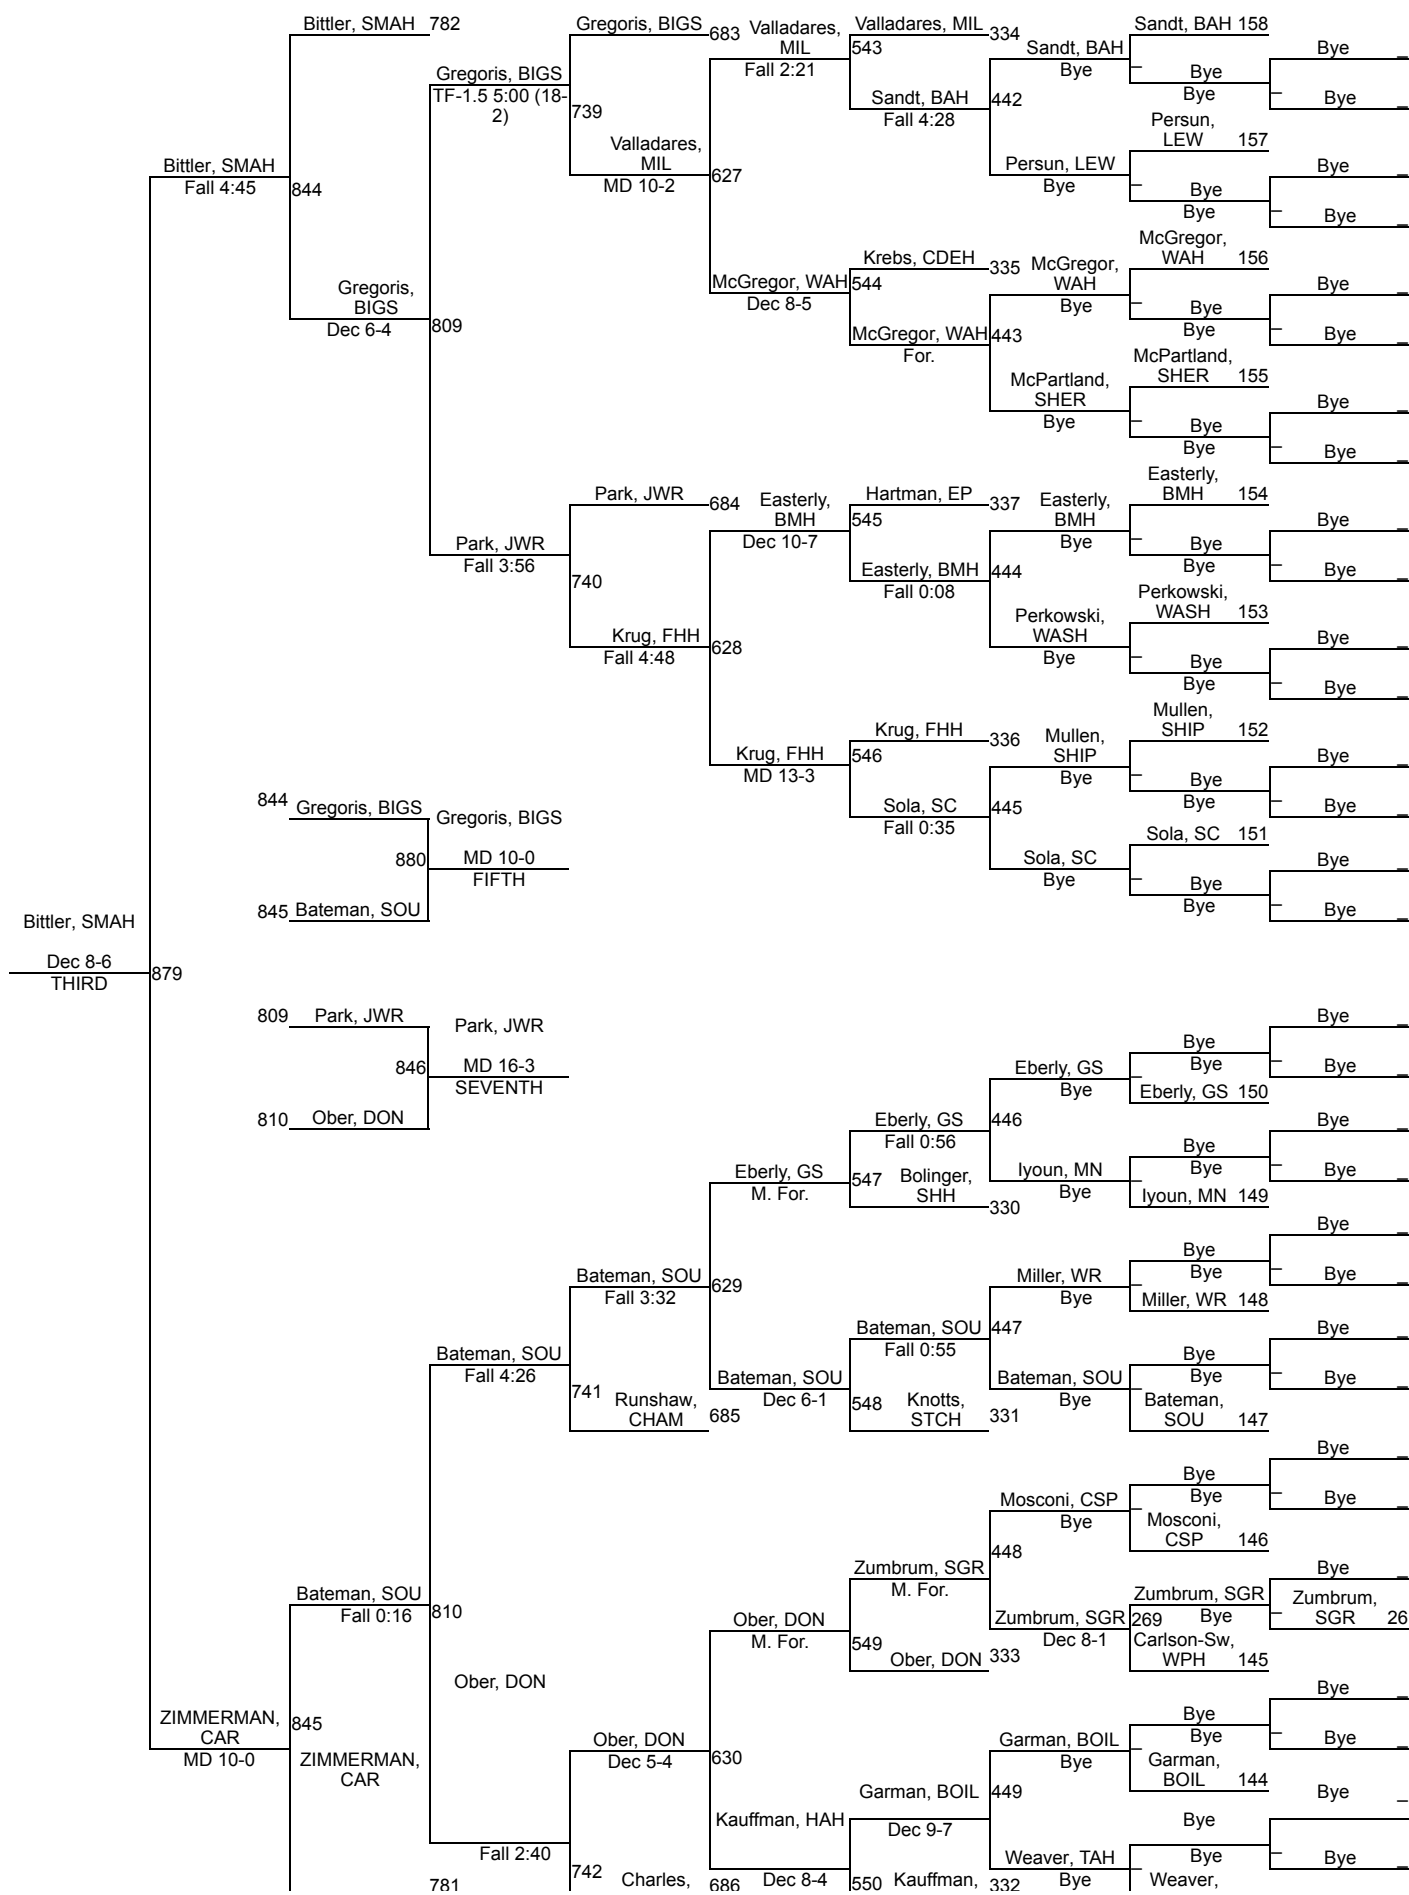 Bittler, SMAH 782
Gregoris, BIGS 683
Valladares, MIL
Fall 2:21
Valladares, MIL 334
543
Sandt, BAH
Bye
Sandt, BAH 158
Bye _
Bye
Bye
Bye _
Gregoris, BIGS
TF-1.5 5:00 (18-2)
739
Sandt, BAH 442
Fall 4:28
Persun, LEW 157
Valladares, MIL
MD 10-2
627
Persun, LEW
Bye
Bye _
Bye
Bye
Bye _
Bittler, SMAH
Fall 4:45
844
McGregor, WAH 156
Krebs, CDEH 335
McGregor, WAH
Bye
Bye _
McGregor, WAH 544
Dec 8-5
Bye
Bye
Bye _
Gregoris, BIGS
Dec 6-4
809
McGregor, WAH 443
For.
McPartland, SHER 155
McPartland, SHER
Bye
Bye _
Bye
Bye
Bye _
Easterly, BMH 154
Park, JWR 684
Easterly, BMH
Dec 10-7
Hartman, EP 337
545
Easterly, BMH
Bye
Bye _
Bye
Bye
Bye _
Park, JWR
Fall 3:56
740
Easterly, BMH 444
Fall 0:08
Perkowski, WASH 153
Krug, FHH
Fall 4:48
628
Perkowski, WASH
Bye
Bye _
Bye
Bye
Bye _
Mullen, SHIP 152
Krug, FHH 336
Mullen, SHIP
Bye
Krug, FHH 546
MD 13-3
Bye _
Bye
Bye
Bye _
844 Gregoris, BIGS
Gregoris, BIGS
Sola, SC 445
Fall 0:35
Sola, SC 151
880 MD 10-0
FIFTH
Sola, SC
Bye
Bye _
Bye
Bye
Bye _
845 Bateman, SOU
Bittler, SMAH
Dec 8-6
THIRD
879
809 Park, JWR
Park, JWR
Bye _
846 MD 16-3
SEVENTH
Bye
Bye
Bye _
Eberly, GS
Bye
Eberly, GS 150
810 Ober, DON
Eberly, GS 446
Fall 0:56
Bye _
Bye
Bye
Bye _
Eberly, GS
M. For.
547 Bolinger, SHH 330
Iyoun, MN
Bye
Iyoun, MN 149
Bye _
Bye
Bye
Bye _
Bateman, SOU
Fall 3:32
629
Miller, WR
Bye
Miller, WR 148
Bateman, SOU 447
Fall 0:55
Bye _
Bye
Bye
Bye _
Bateman, SOU
Fall 4:26
741 Runshaw, CHAM 685
Bateman, SOU
Dec 6-1
548 Knotts, STCH 331
Bateman, SOU
Bye
Bateman, SOU 147
Bye _
Bye
Bye
Bye _
Mosconi, CSP
Bye
Mosconi, CSP 146
448
Zumbrum, SGR
M. For.
Bye _
Bateman, SOU
Fall 0:16
810
Zumbrum, SGR
Bye
Zumbrum, SGR 26
Ober, DON
M. For.
549
Zumbrum, SGR 269
Dec 8-1
Carlson-Sw, WPH 145
Ober, DON 333
Ober, DON
Bye _
ZIMMERMAN, CAR
MD 10-0
845
ZIMMERMAN, CAR
Bye
Bye
Bye _
Ober, DON
Dec 5-4
630
Garman, BOIL
Bye
Garman, BOIL 144
Garman, BOIL 449
Dec 9-7
Bye _
Kauffman, HAH
Bye
Bye
Bye _
Fall 2:40
742
Weaver, TAH
Bye
Weaver,
781
Charles, 686
Dec 8-4
550 Kauffman, 332